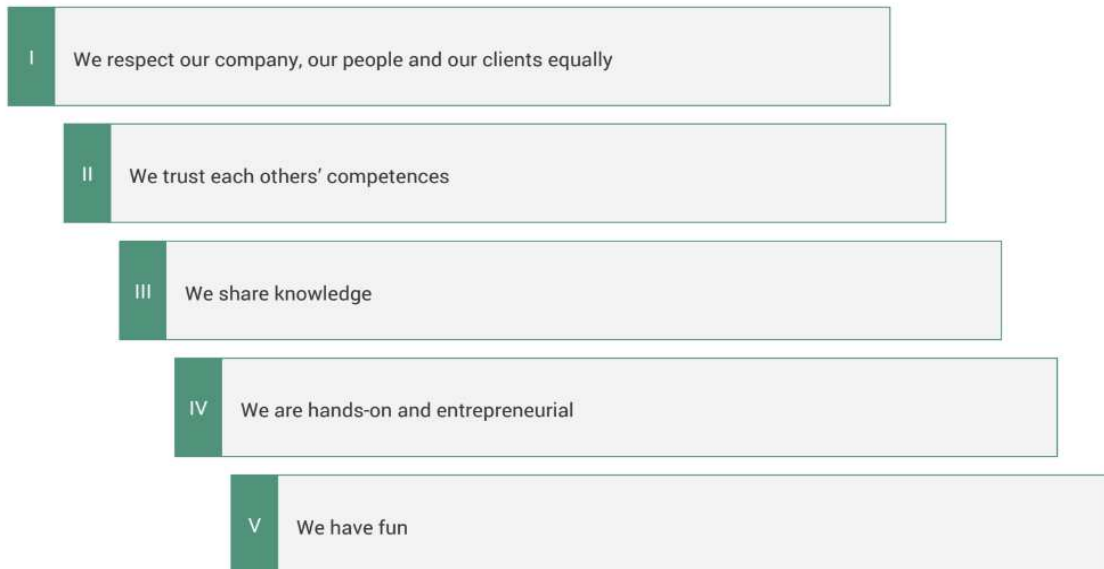 I We respect our company, our people and our clients equally
II We trust each others’ competences
III We share knowledge
IV We are hands-on and entrepreneurial
V We have fun